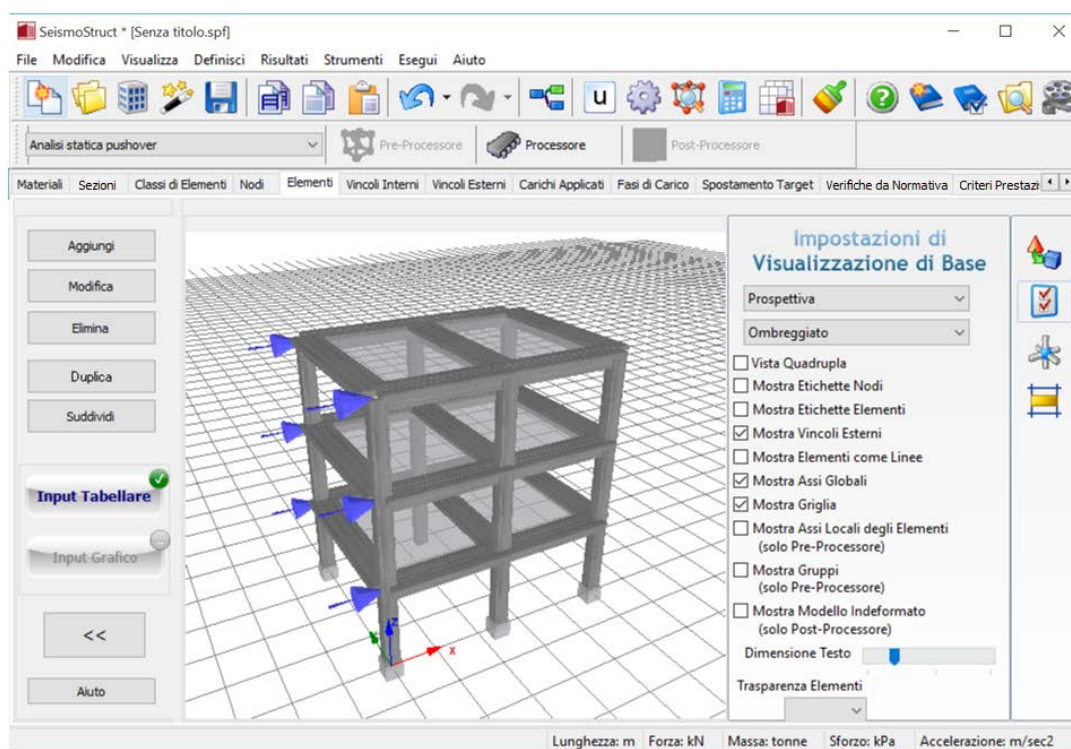 SeismoStruct * [Senza titolo.spf]
File Modifica Visualizza Definisci Risultati Strumenti Esegui Aiuto
u
Analisi statica pushover
Pre-Processore
Processore
Post-Processore
Materiali Sezioni Classi di Elementi Nodi Elementi Vincoli Interni Vincoli Esterni Carichi Applicati Fasi di Carico Spostamento Target Verifiche da Normativa Criteri Prestazi
Aggiungi
Modifica
Elimina
Duplica
Suddividi
Input Tabellare
Input Grafico
<<
Aiuto
z
x
Impostazioni di
Visualizzazione di Base
Prospettiva
Ombreggiato
Vista Quadrupla
Mostra Etichette Nodi
Mostra Etichette Elementi
Mostra Vincoli Esterni
Mostra Elementi come Linee
Mostra Assi Globali
Mostra Griglia
Mostra Assi Locali degli Elementi
(solo Pre-Processore)
Mostra Gruppi
(solo Pre-Processore)
Mostra Modello Indeformato
(solo Post-Processore)
Dimensione Testo
Trasparenza Elementi
Lunghezza: m Forza: kN Massa: tonne Sforzo: kPa Accelerazione: m/sec2